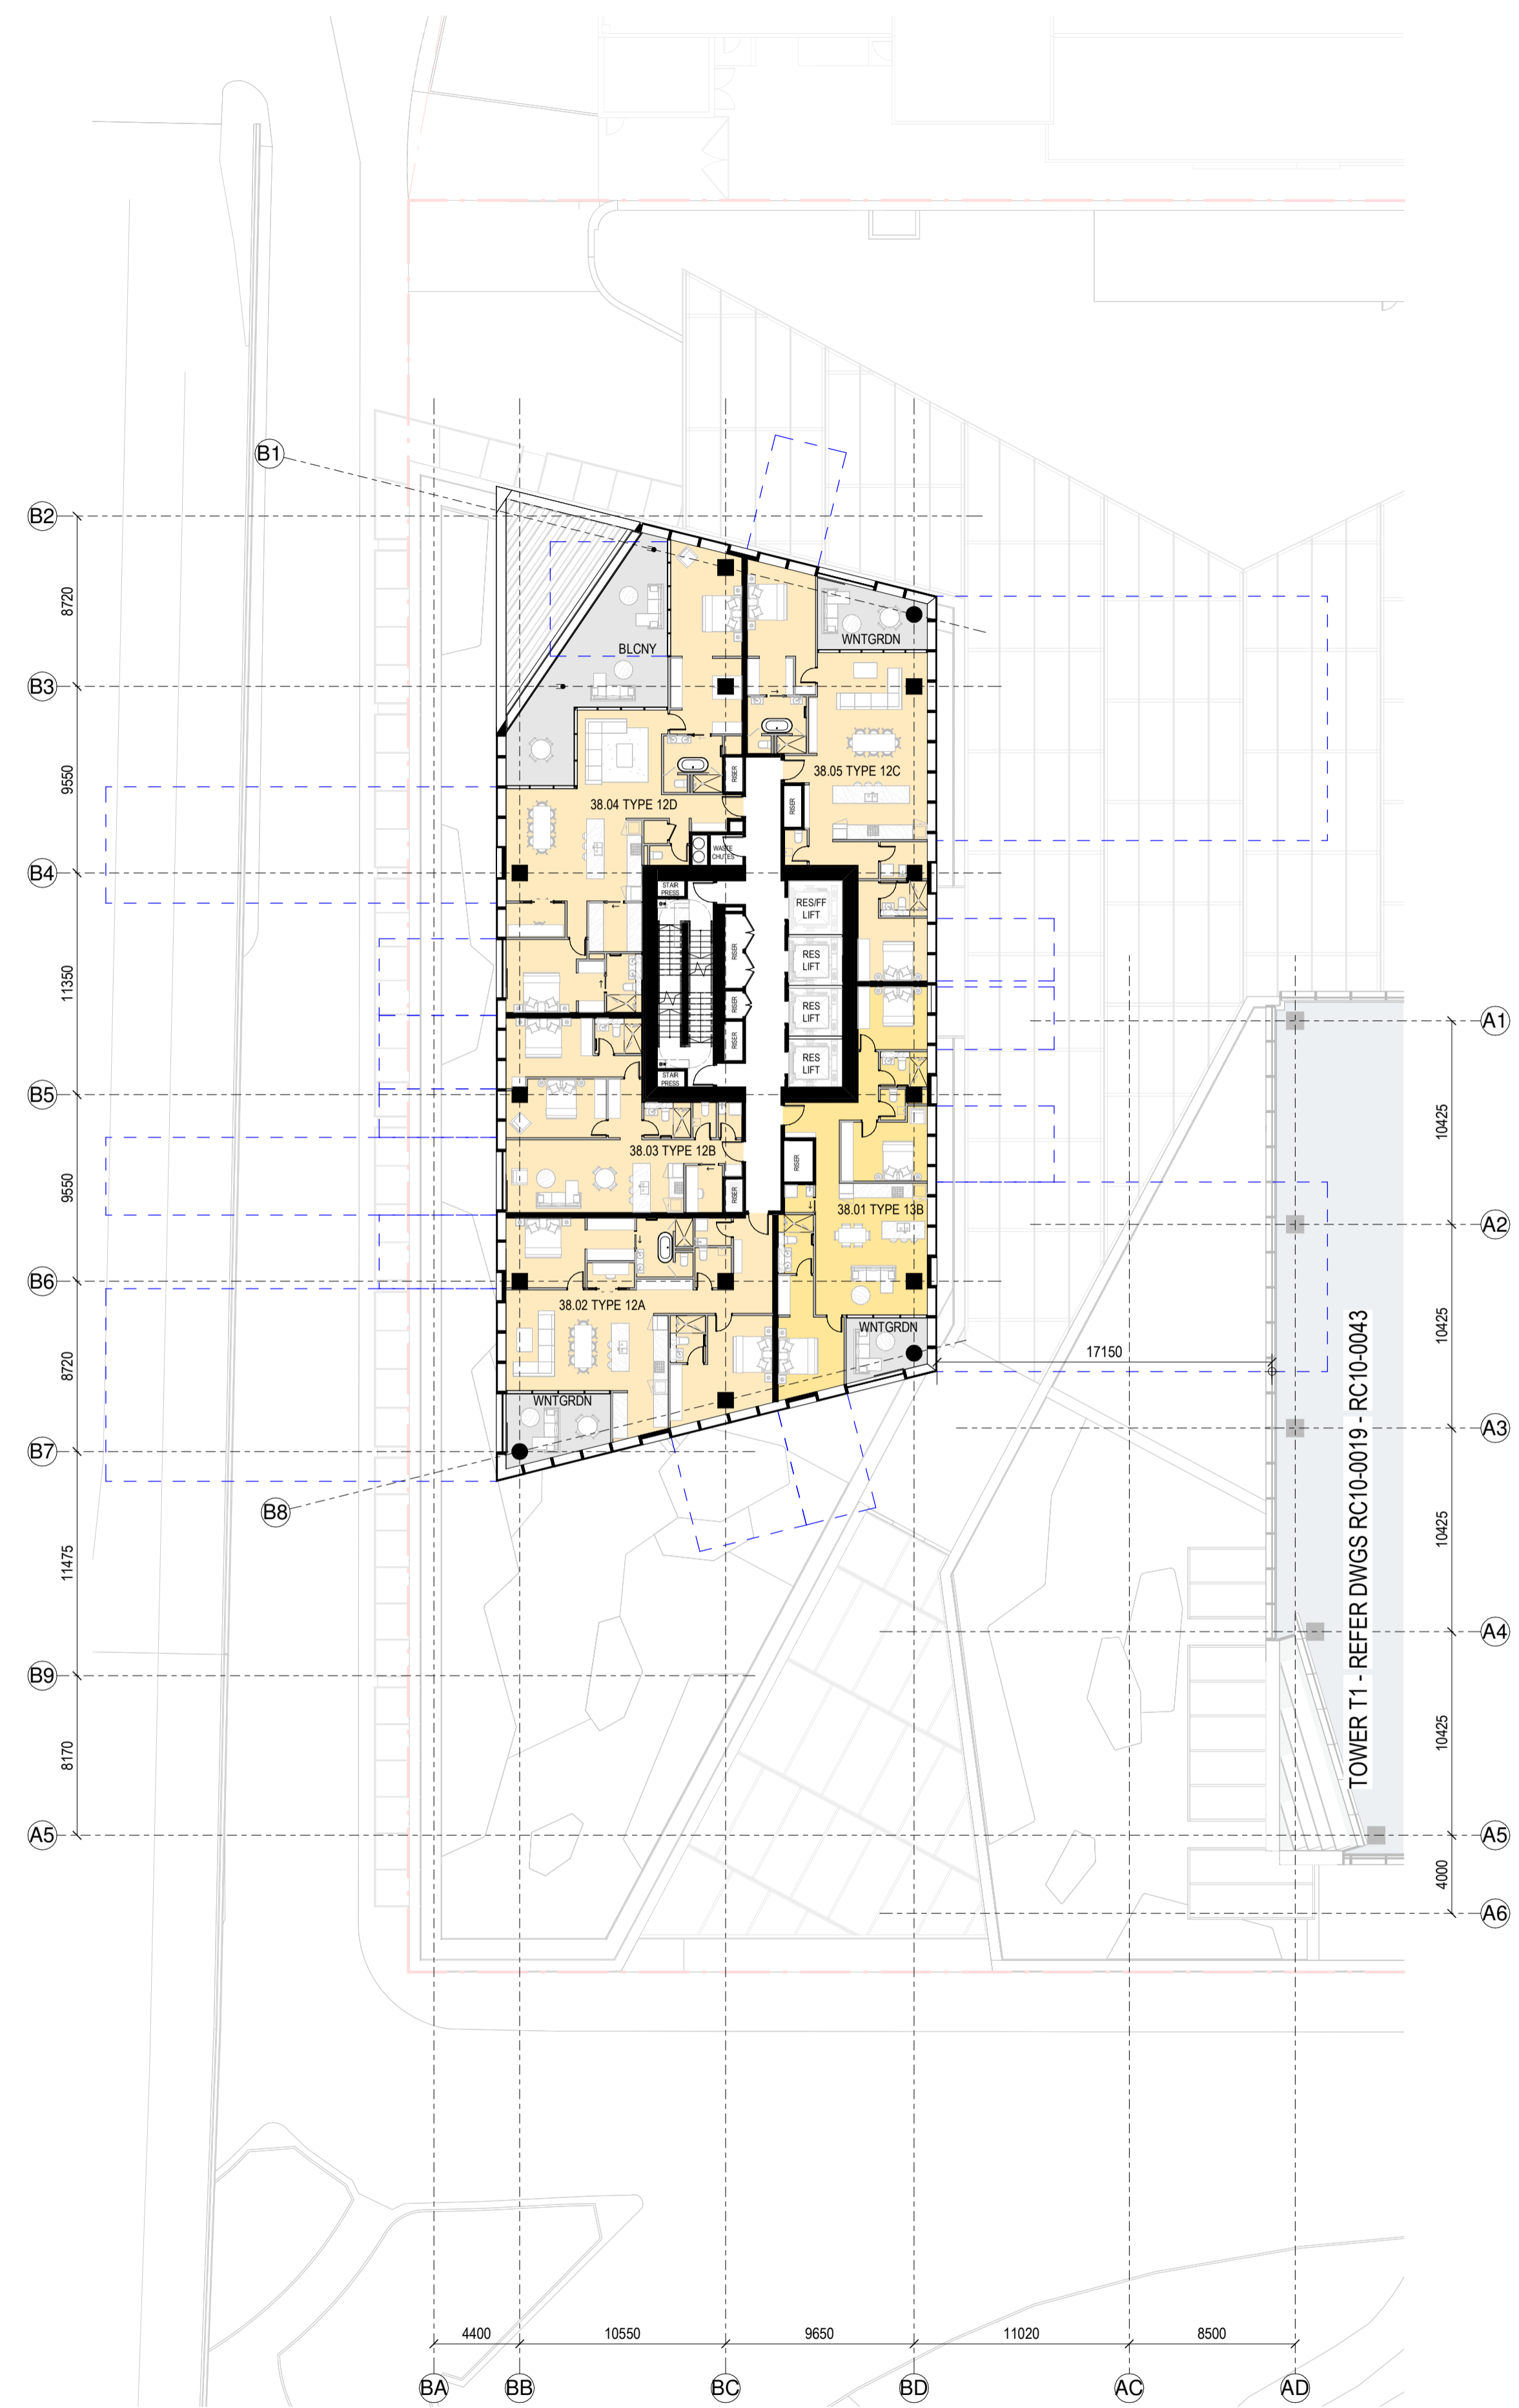 B1
B2
8720
BLCNY
WNTGRDN
B3
9550
38.05 TYPE 12C
RISER
38.04 TYPE 12D
RISER
WASTE
CHUTES
B4
STAIR
PRESS
RES/FF
LIFT
RISER
RES
LIFT
11350
RISER
RES
LIFT
A1
RISER
RES
LIFT
STAIR
PRESS
B5
10425
38.03 TYPE 12B
RISER
9550
RISER
38.01 TYPE 13B
A2
B6
38.02 TYPE 12A
WNTGRDN
10425
8720
17150
WNTGRDN
A3
B7
B8
TOWER T1 - REFER DWGS RC10-0019 - RC10-0043
11475
10425
A4
B9
8170
10425
A5
A5
4000
A6
4400
10550
9650
11020
8500
BA
BB
BC
BD
AC
AD